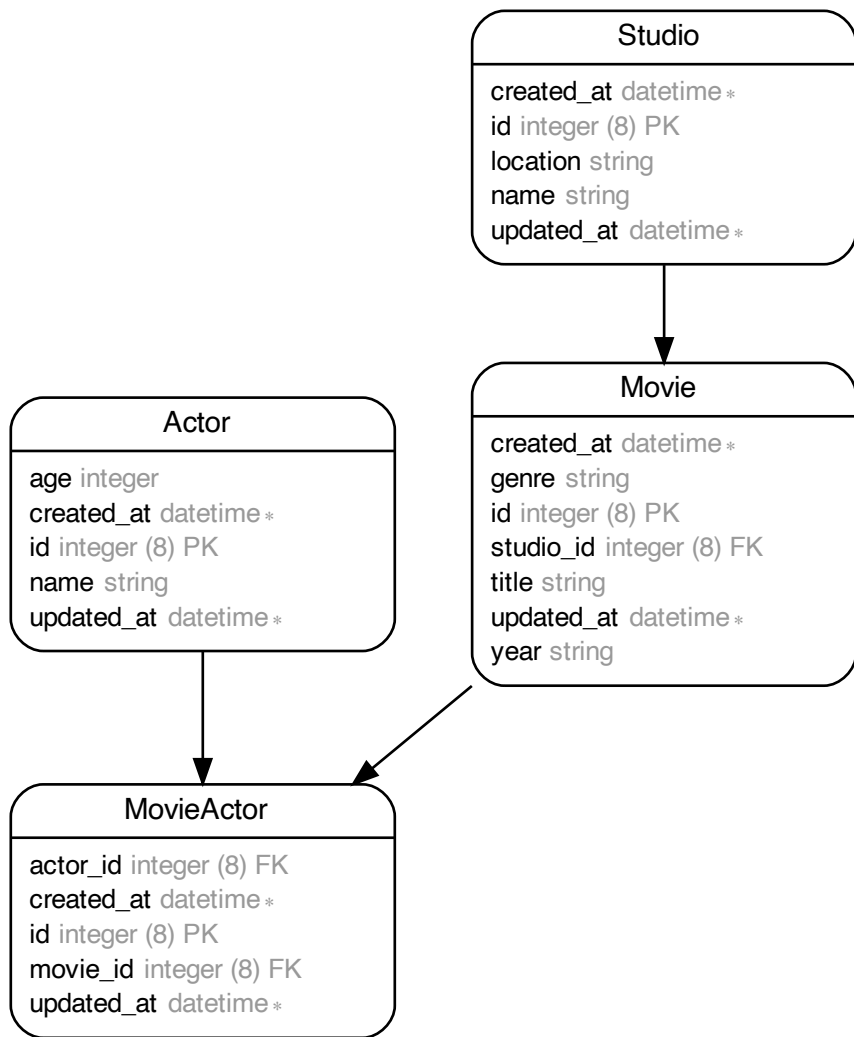 Studio
created_at datetime *
id integer (8) PK
location string
name string
updated_at datetime *
Movie
created_at datetime *
genre string
id integer (8) PK
studio_id integer (8) FK
title string
updated_at datetime *
year string
Actor
age integer
created_at datetime *
id integer (8) PK
name string
updated_at datetime *
MovieActor
actor_id integer (8) FK
created_at datetime *
id integer (8) PK
movie_id integer (8) FK
updated_at datetime *